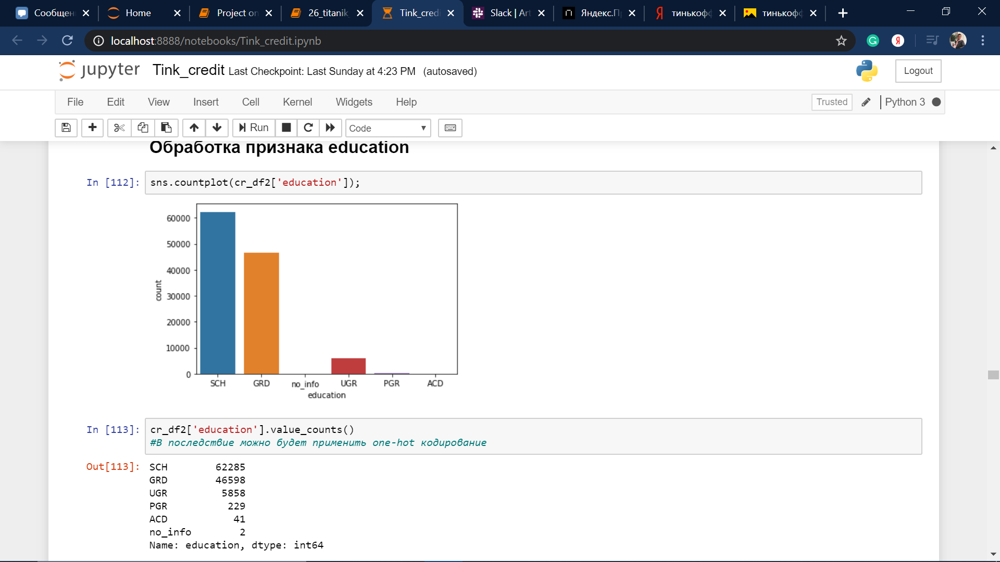 Сообщен
Home
Project on
26_titanik_
Tink_credi
Slack | Art
Яндекс.П
тинькофф
тинькофф
localhost:8888/notebooks/Tink_credit.ipynb
jupyter Tink_credit Last Checkpoint: Last Sunday at 4:23 PM (autosaved)
Logout
File Edit View Insert Cell Kernel Widgets Help
Trusted Python 3
Run Code
Обработка признака education
In [112]: sns.countplot(cr_df2['education']);
60000
50000
40000
30000
20000
10000
0
count
SCH GRD no_info UGR PGR ACD
education
In [113]: cr_df2['education'].value_counts()
#В последствие можно будет применить one-hot кодирование
Out[113]: SCH 62285
GRD 46598
UGR 5858
PGR 229
ACD 41
no_info 2
Name: education, dtype: int64